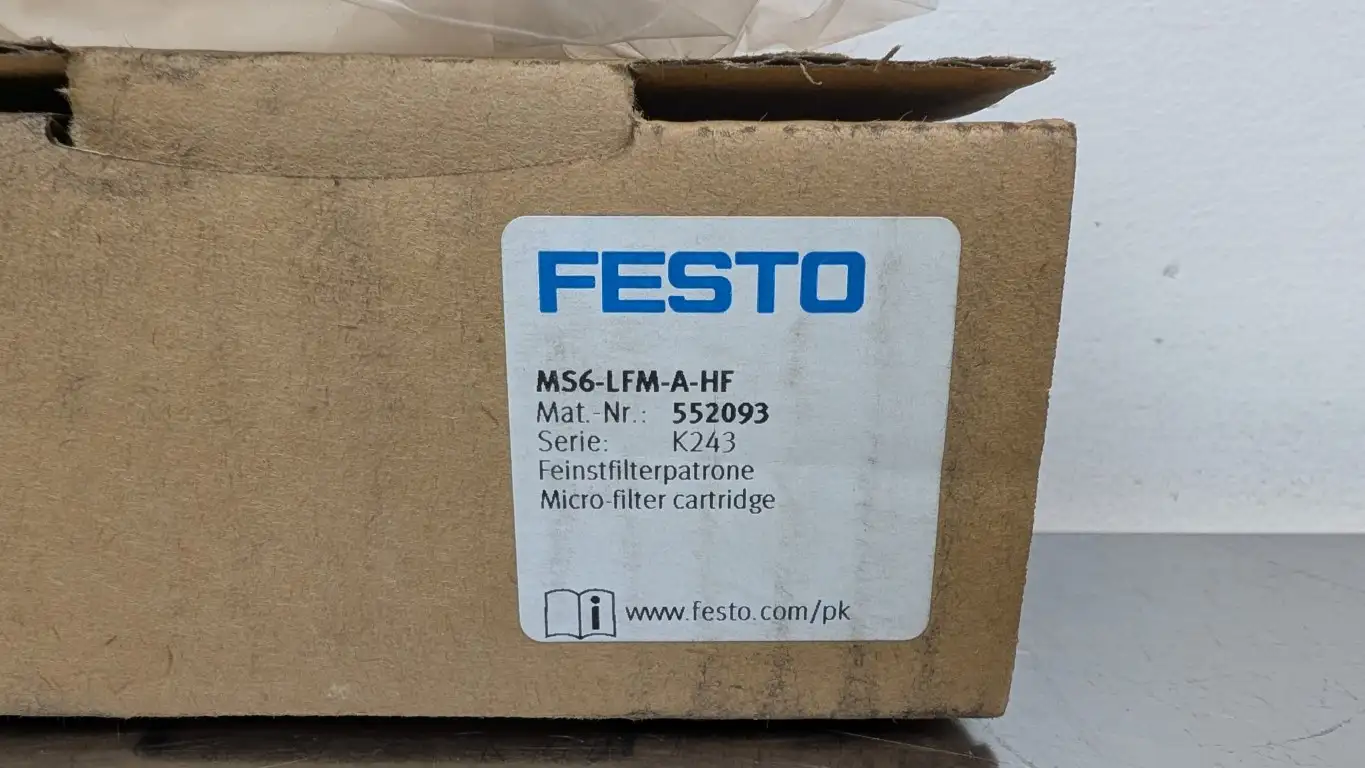 FESTO
MS6-LFM-A-HF
Mat.-Nr.: 552093
Serie: K243
Feinstfilterpatrone
Micro-filter cartridge
i www.festo.com/pk